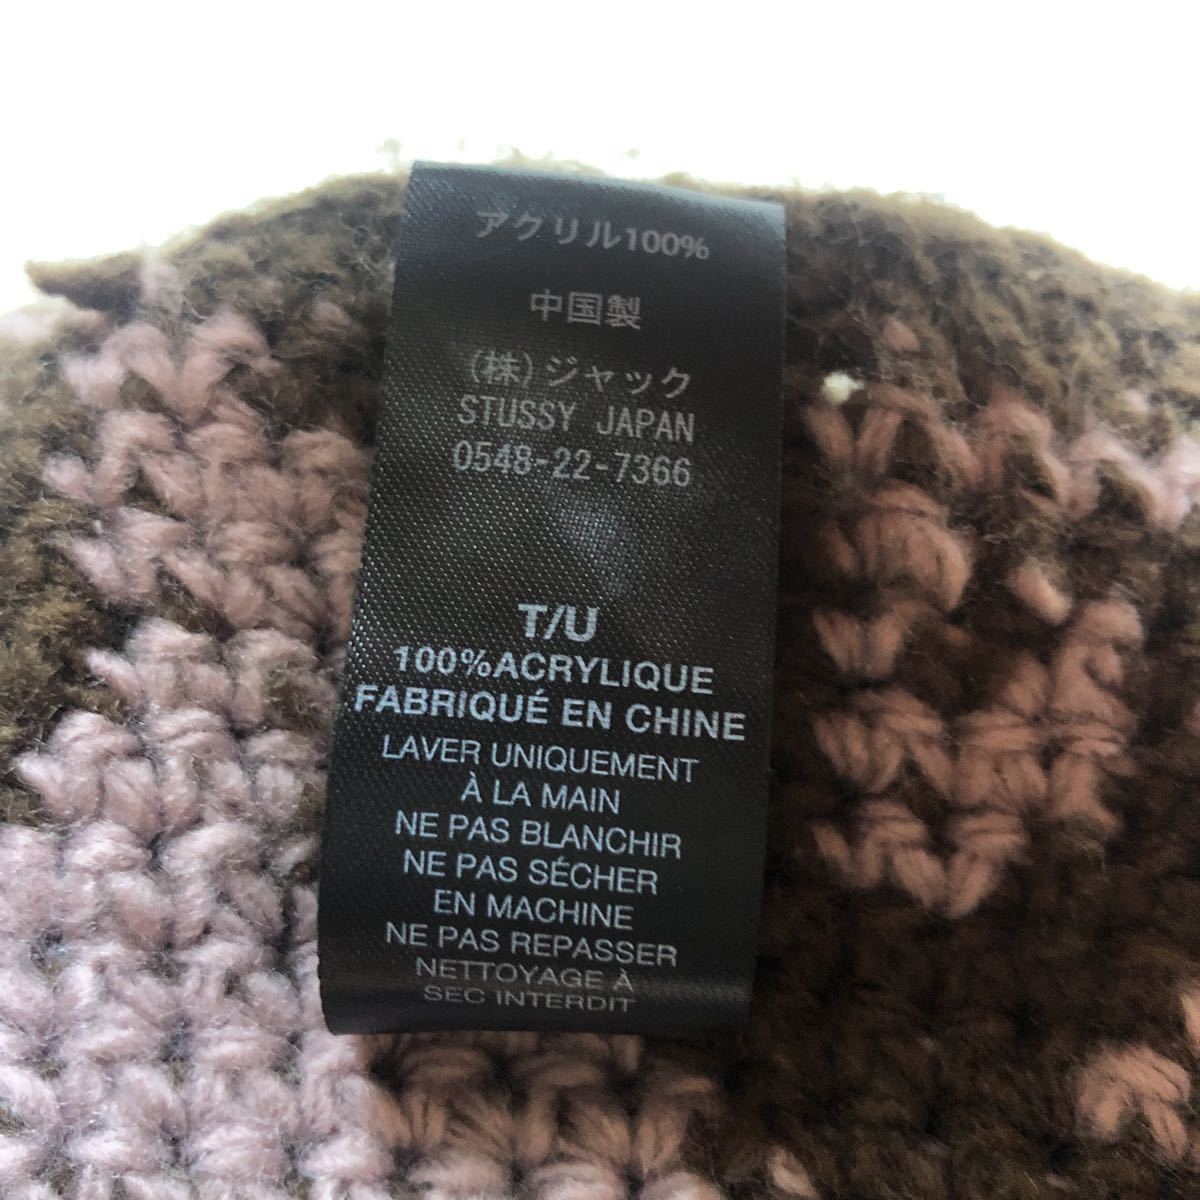 アクリル100%
中国製
(株)ジャック
STUSSY JAPAN
0548-22-7366
T/U
100%ACRYLIQUE
FABRIQUÉ EN CHINE
LAVER UNIQUEMENT
À LA MAIN
NE PAS BLANCHIR
NE PAS SÉCHER
EN MACHINE
NE PAS REPASSER
NETTOYAGE À
SEC INTERDIT